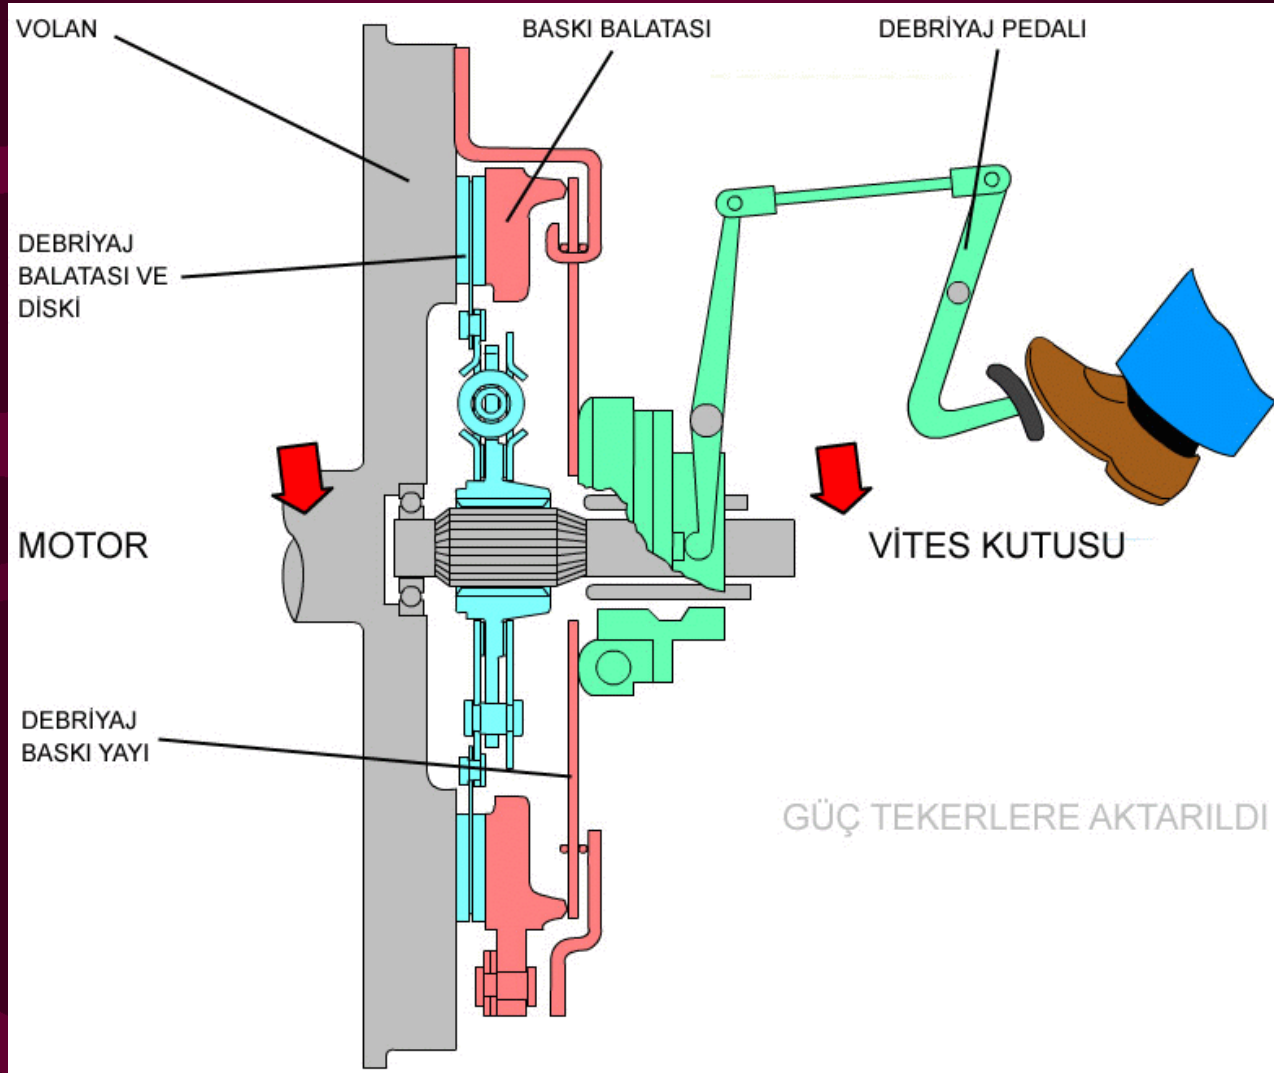 VOLAN
BASKI BALATASI
DEBRİYAJ PEDALI
DEBRİYAJ
BALATASI VE
DİSKİ
MOTOR
VİTES KUTUSU
DEBRİYAJ
BASKI YAYI
GÜÇ TEKERLERE AKTARILDI